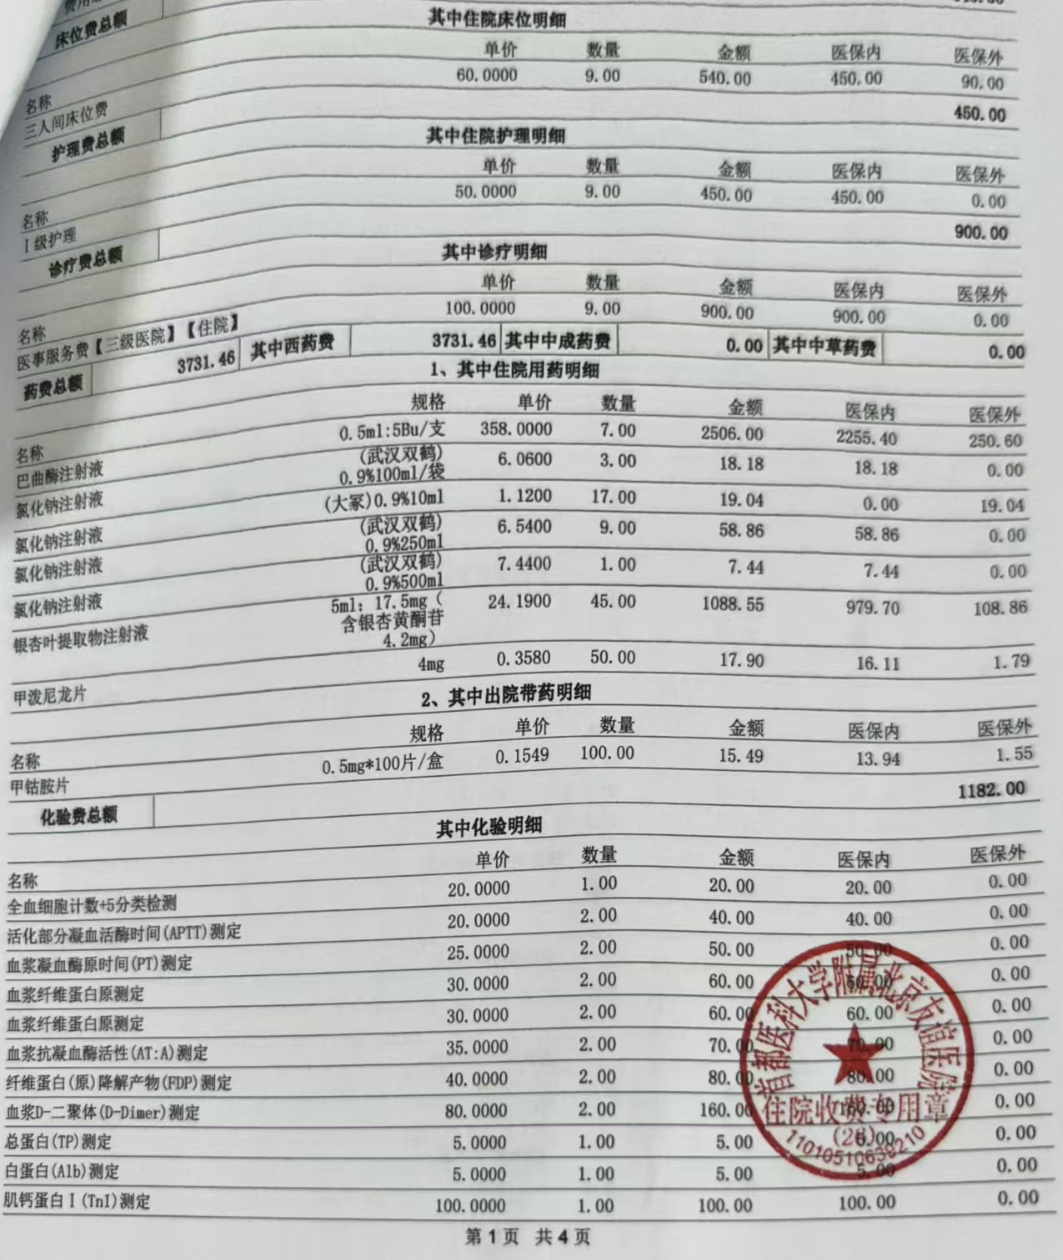 床位费总额
其中住院床位明细
名称 单价 数量 金额 医保内 医保外
三人间床位费 60.0000 9.00 540.00 450.00 90.00
护理费总额 450.00
其中住院护理明细
名称 单价 数量 金额 医保内 医保外
Ⅰ级护理 50.0000 9.00 450.00 450.00 0.00
诊疗费总额 900.00
其中诊疗明细
名称 单价 数量 金额 医保内 医保外
医事服务费【三级医院】【住院】 100.0000 9.00 900.00 900.00 0.00
药费总额 3731.46 其中西药费 3731.46 其中中成药费 0.00 其中中草药费 0.00
1、其中住院用药明细
名称 规格 单价 数量 金额 医保内 医保外
巴曲酶注射液 0.5ml:5Bu/支 358.0000 7.00 2506.00 2255.40 250.60
氯化钠注射液 (武汉双鹤) 0.9%100ml/袋 6.0600 3.00 18.18 18.18 0.00
氯化钠注射液 (大冢)0.9%10ml 1.1200 17.00 19.04 0.00 19.04
氯化钠注射液 (武汉双鹤) 0.9%250ml 6.5400 9.00 58.86 58.86 0.00
氯化钠注射液 (武汉双鹤) 0.9%500ml 7.4400 1.00 7.44 7.44 0.00
银杏叶提取物注射液 5ml：17.5mg（含银杏黄酮苷4.2mg） 24.1900 45.00 1088.55 979.70 108.86
甲泼尼龙片 4mg 0.3580 50.00 17.90 16.11 1.79
2、其中出院带药明细
名称 规格 单价 数量 金额 医保内 医保外
甲钴胺片 0.5mg*100片/盒 0.1549 100.00 15.49 13.94 1.55
化验费总额 1182.00
其中化验明细
名称 单价 数量 金额 医保内 医保外
全血细胞计数+5分类检测 20.0000 1.00 20.00 20.00 0.00
活化部分凝血活酶时间(APTT)测定 20.0000 2.00 40.00 40.00 0.00
血浆凝血酶原时间(PT)测定 25.0000 2.00 50.00 50.00 0.00
血浆纤维蛋白原测定 30.0000 2.00 60.00 60.00 0.00
血浆纤维蛋白原测定 30.0000 2.00 60.00 60.00 0.00
血浆抗凝血酶活性(AT:A)测定 35.0000 2.00 70.00 70.00 0.00
纤维蛋白(原)降解产物(FDP)测定 40.0000 2.00 80.00 80.00 0.00
血浆D-二聚体(D-Dimer)测定 80.0000 2.00 160.00 160.00 0.00
总蛋白(TP)测定 5.0000 1.00 5.00 5.00 0.00
白蛋白(Alb)测定 5.0000 1.00 5.00 5.00 0.00
肌钙蛋白Ⅰ(TnI)测定 100.0000 1.00 100.00 100.00 0.00
首都医科大学附属北京友谊医院
住院收费专用章
第1页 共4页